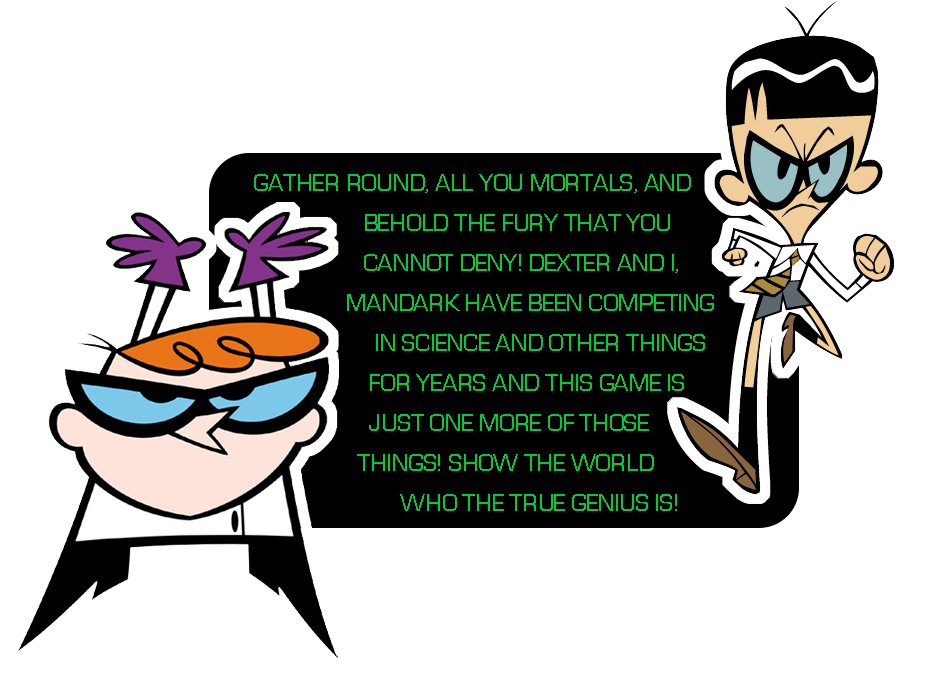 GATHER ROUND, ALL YOU MORTALS, AND
BEHOLD THE FURY THAT YOU
CANNOT DENY! DEXTER AND I,
MANDARK HAVE BEEN COMPETING
IN SCIENCE AND OTHER THINGS
FOR YEARS AND THIS GAME IS
JUST ONE MORE OF THOSE
THINGS! SHOW THE WORLD
WHO THE TRUE GENIUS IS!